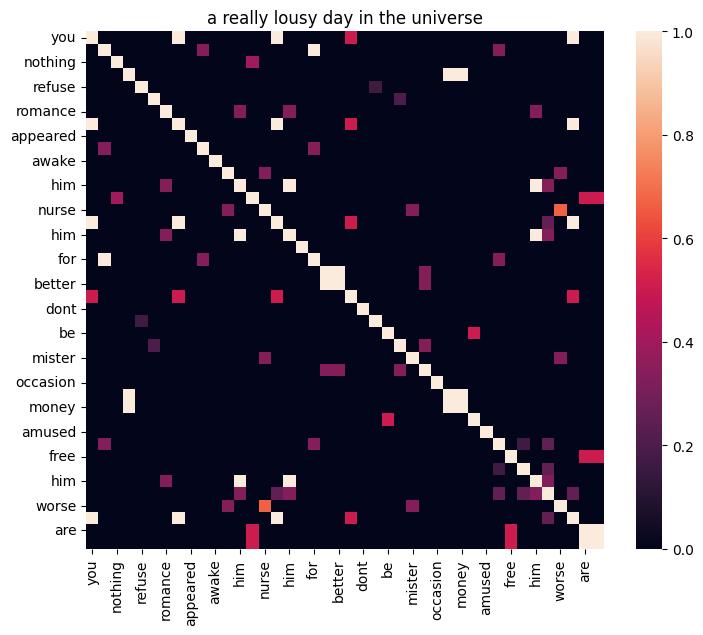 a really lousy day in the universe
you
nothing
refuse
romance
appeared
awake
him
nurse
him
for
better
dont
be
mister
occasion
money
amused
free
him
worse
are
1.0
0.8
0.6
0.4
0.2
0.0
you
nothing
refuse
romance
appeared
awake
him
nurse
him
for
better
dont
be
mister
occasion
money
amused
free
him
worse
are